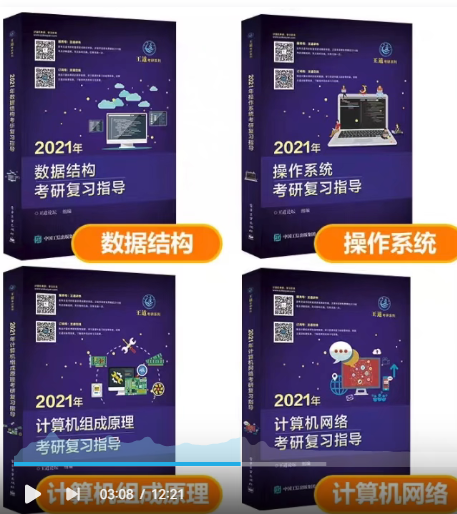 王道考研系列
2021年数据结构考研复习指导
2021年
数据结构
考研复习指导
王道论坛 组编
中国工信出版集团
数据结构
王道考研系列
2021年操作系统考研复习指导
2021年
操作系统
考研复习指导
王道论坛 组编
中国工信出版集团
操作系统
王道考研系列
2021年计算机组成原理考研复习指导
2021年
计算机组成原理
考研复习指导
王道论坛 组编
计算机组成原理
王道考研系列
2021年计算机网络考研复习指导
2021年
计算机网络
考研复习指导
计算机网络
03:08 / 12:21